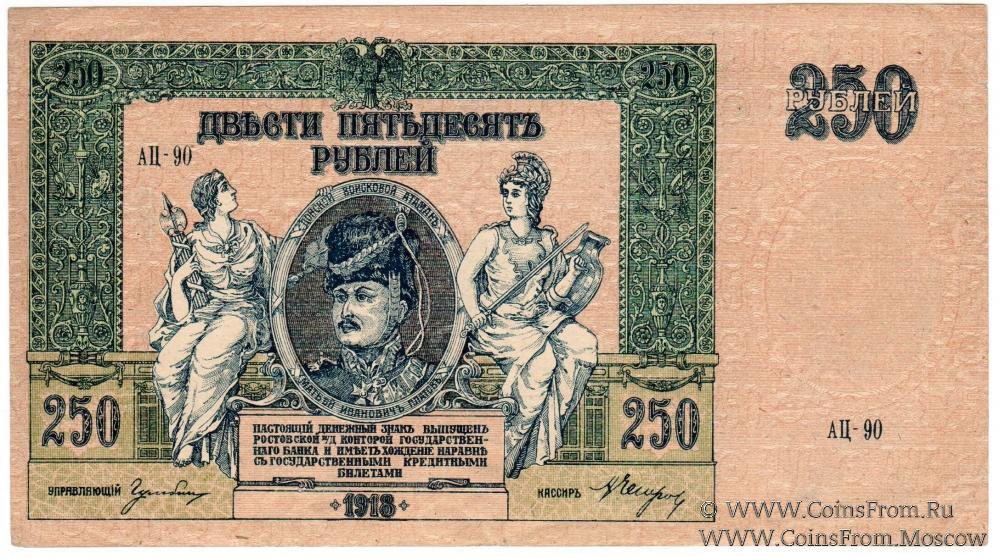 250
250
250
РУБЛЕЙ
ДВѢСТИ ПЯТЬДЕСЯТЪ
РУБЛЕЙ
АЦ-90
ДОНСКОЙ ВОЙСКОВОЙ АТАМАНЪ
МАТВѢЙ ИВАНОВИЧЪ ПЛАТОВЪ
250
250
НАСТОЯЩІЙ ДЕНЕЖНЫЙ ЗНАКЪ ВЫПУЩЕНЪ
РОСТОВСКОЙ н/Д КОНТОРОЙ ГОСУДАРСТВЕН-
НАГО БАНКА И ИМѢЕТЪ ХОЖДЕНІЕ НАРАВНѢ
СЪ ГОСУДАРСТВЕННЫМИ КРЕДИТНЫМИ
БИЛЕТАМИ
АЦ-90
УПРАВЛЯЮЩІЙ
КАССИРЪ
1918
© WWW.CoinsFrom.Ru
WWW.CoinsFrom.Moscow